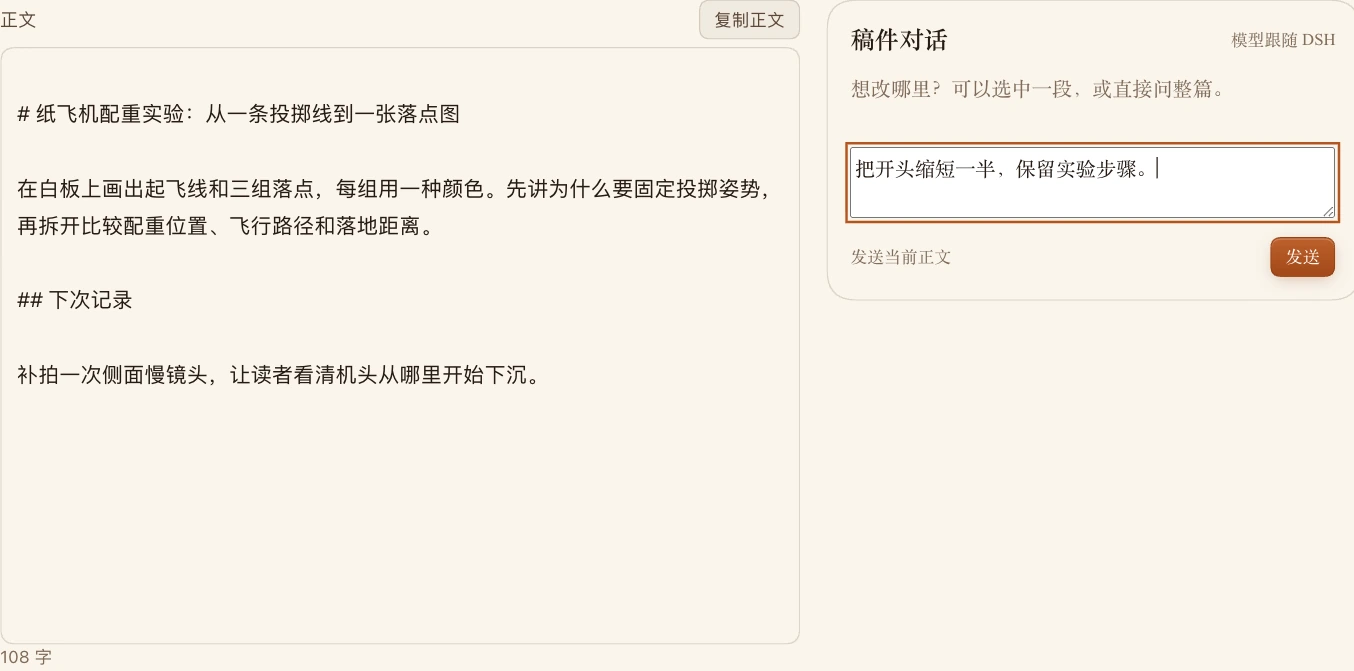 正文
复制正文
# 纸飞机配重实验：从一条投掷线到一张落点图
在白板上画出起飞线和三组落点，每组用一种颜色。先讲为什么要固定投掷姿势，
再拆开比较配重位置、飞行路径和落地距离。
## 下次记录
补拍一次侧面慢镜头，让读者看清机头从哪里开始下沉。
108 字
稿件对话
模型跟随 DSH
想改哪里？可以选中一段，或直接问整篇。
把开头缩短一半，保留实验步骤。
发送当前正文
发送